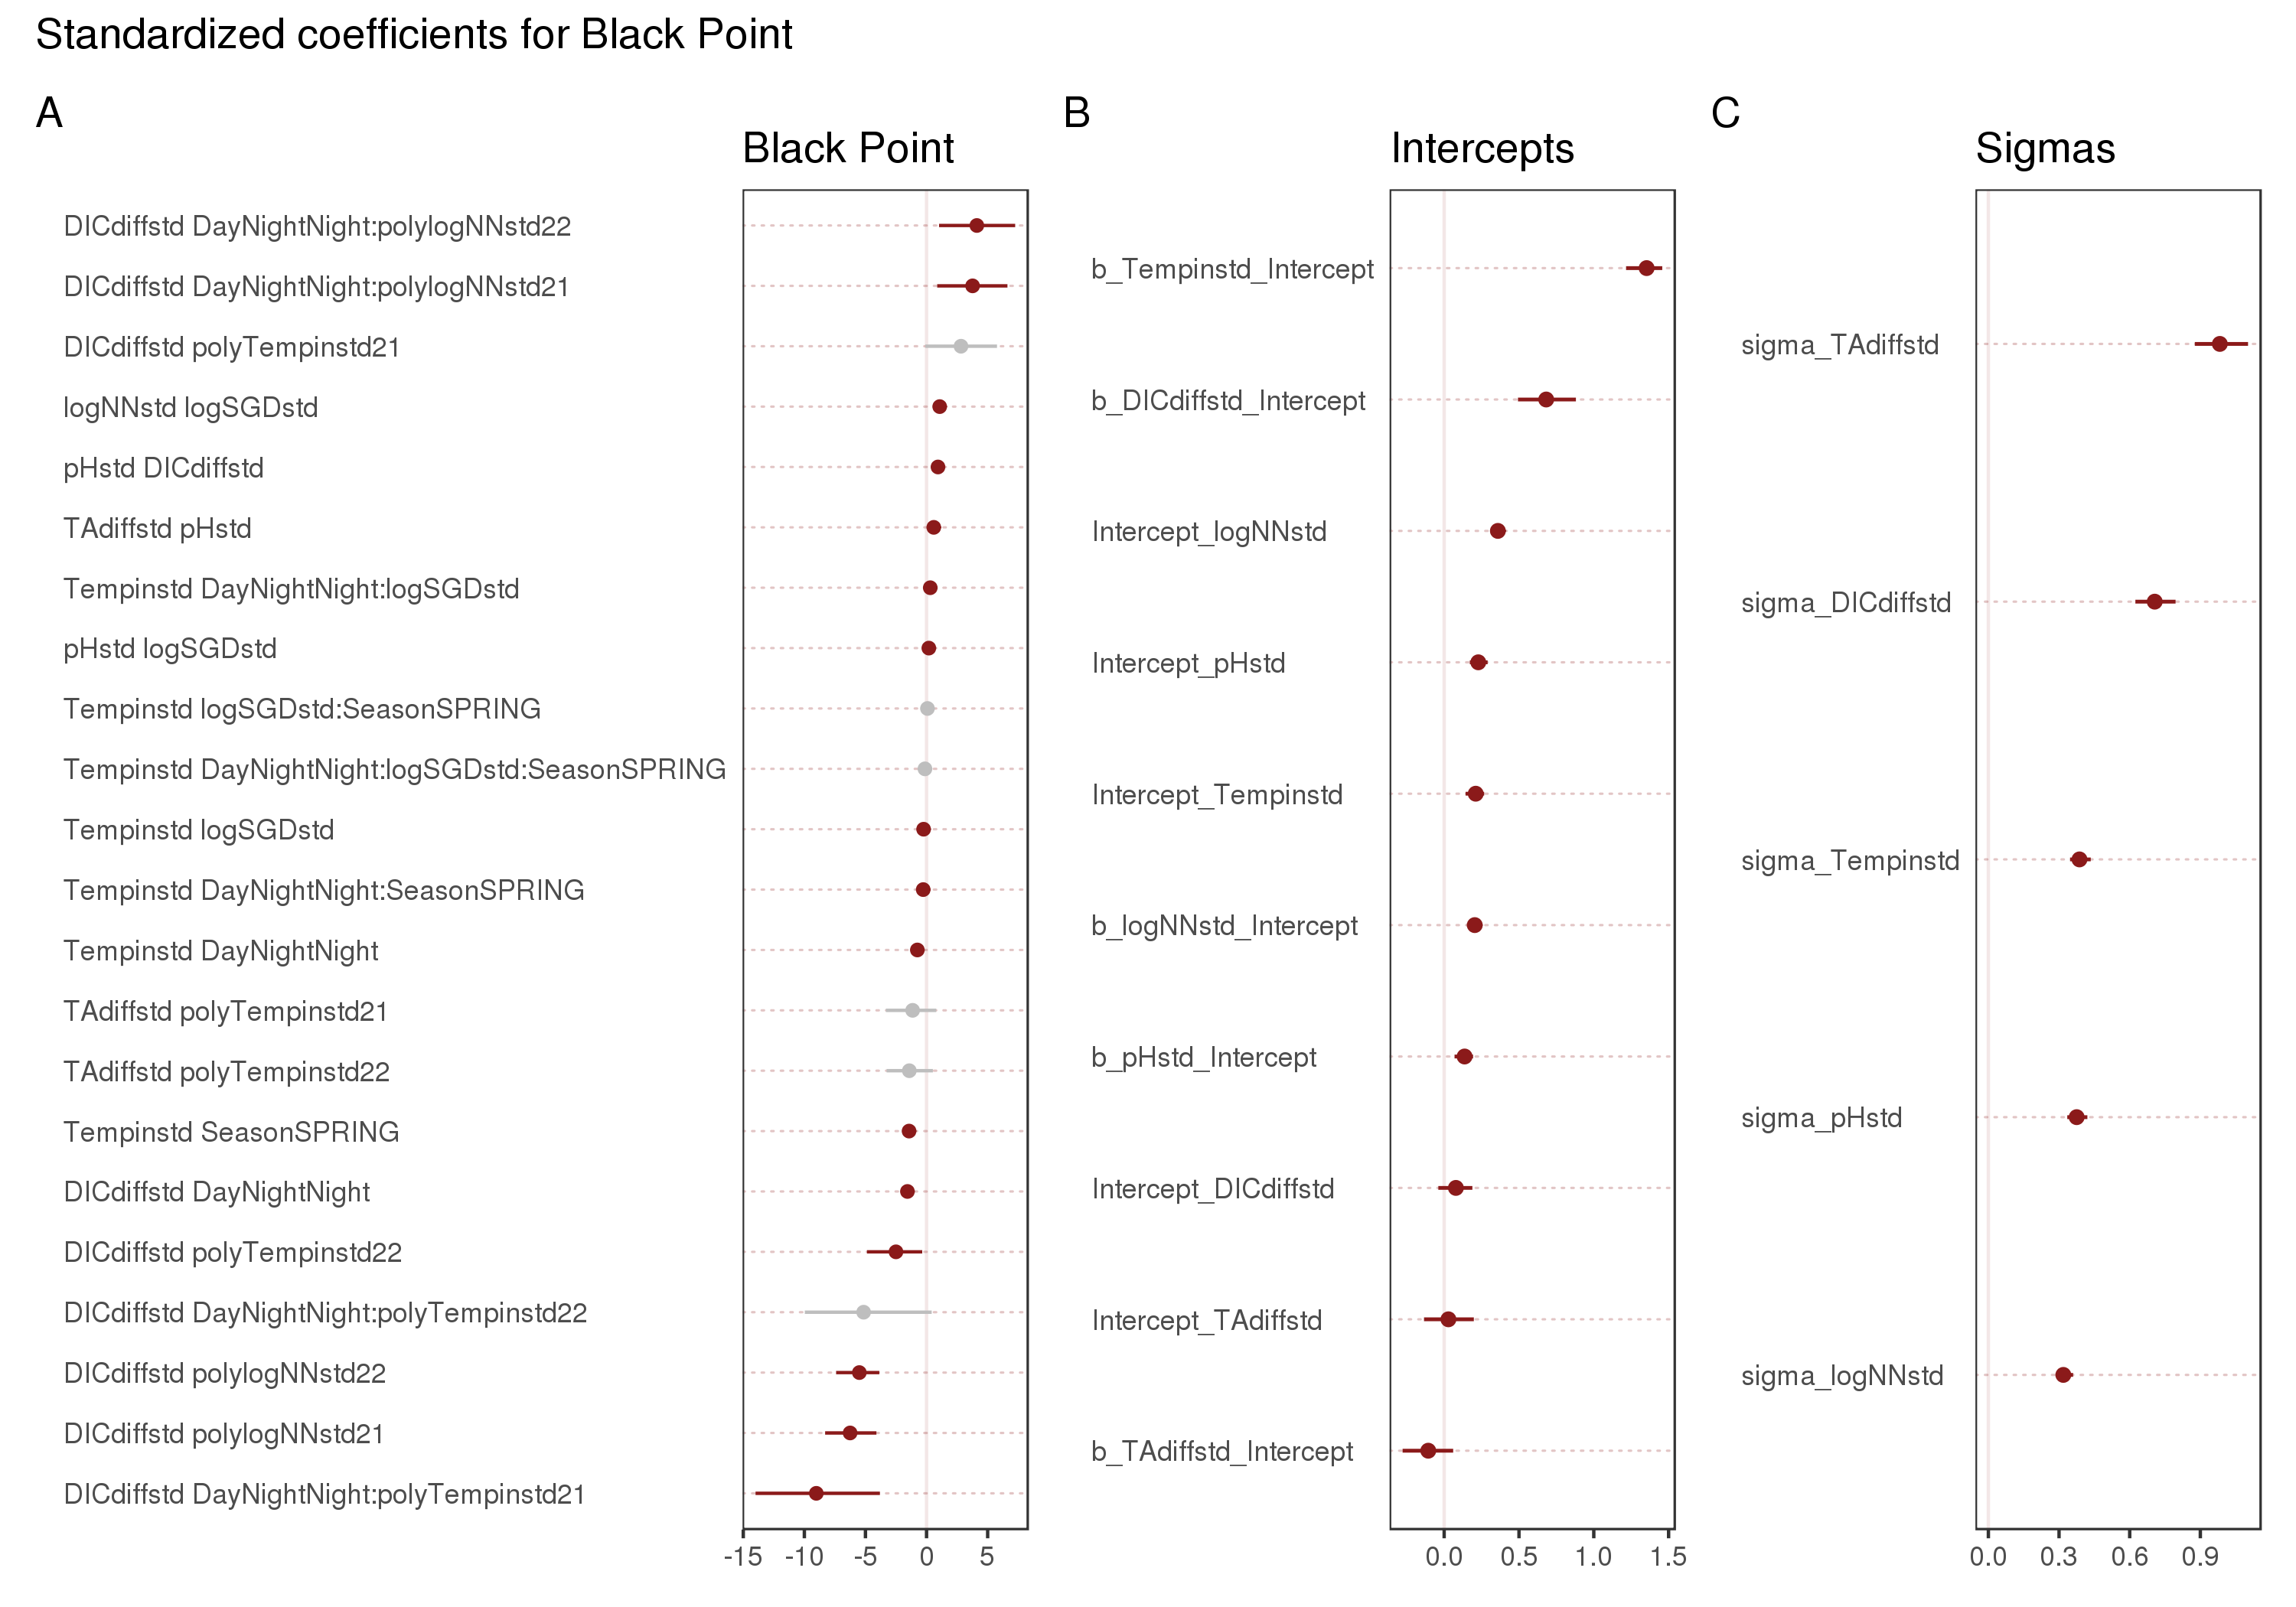 Standardized coefficients for Black Point
A
Black Point
DICdiffstd DayNightNight:polylogNNstd22
DICdiffstd DayNightNight:polylogNNstd21
DICdiffstd polyTempinstd21
logNNstd logSGDstd
pHstd DICdiffstd
TAdiffstd pHstd
Tempinstd DayNightNight:logSGDstd
pHstd logSGDstd
Tempinstd logSGDstd:SeasonSPRING
Tempinstd DayNightNight:logSGDstd:SeasonSPRING
Tempinstd logSGDstd
Tempinstd DayNightNight:SeasonSPRING
Tempinstd DayNightNight
TAdiffstd polyTempinstd21
TAdiffstd polyTempinstd22
Tempinstd SeasonSPRING
DICdiffstd DayNightNight
DICdiffstd polyTempinstd22
DICdiffstd DayNightNight:polyTempinstd22
DICdiffstd polylogNNstd22
DICdiffstd polylogNNstd21
DICdiffstd DayNightNight:polyTempinstd21
-15 -10 -5 0 5
B
Intercepts
b_Tempinstd_Intercept
b_DICdiffstd_Intercept
Intercept_logNNstd
Intercept_pHstd
Intercept_Tempinstd
b_logNNstd_Intercept
b_pHstd_Intercept
Intercept_DICdiffstd
Intercept_TAdiffstd
b_TAdiffstd_Intercept
0.0 0.5 1.0 1.5
C
Sigmas
sigma_TAdiffstd
sigma_DICdiffstd
sigma_Tempinstd
sigma_pHstd
sigma_logNNstd
0.0 0.3 0.6 0.9